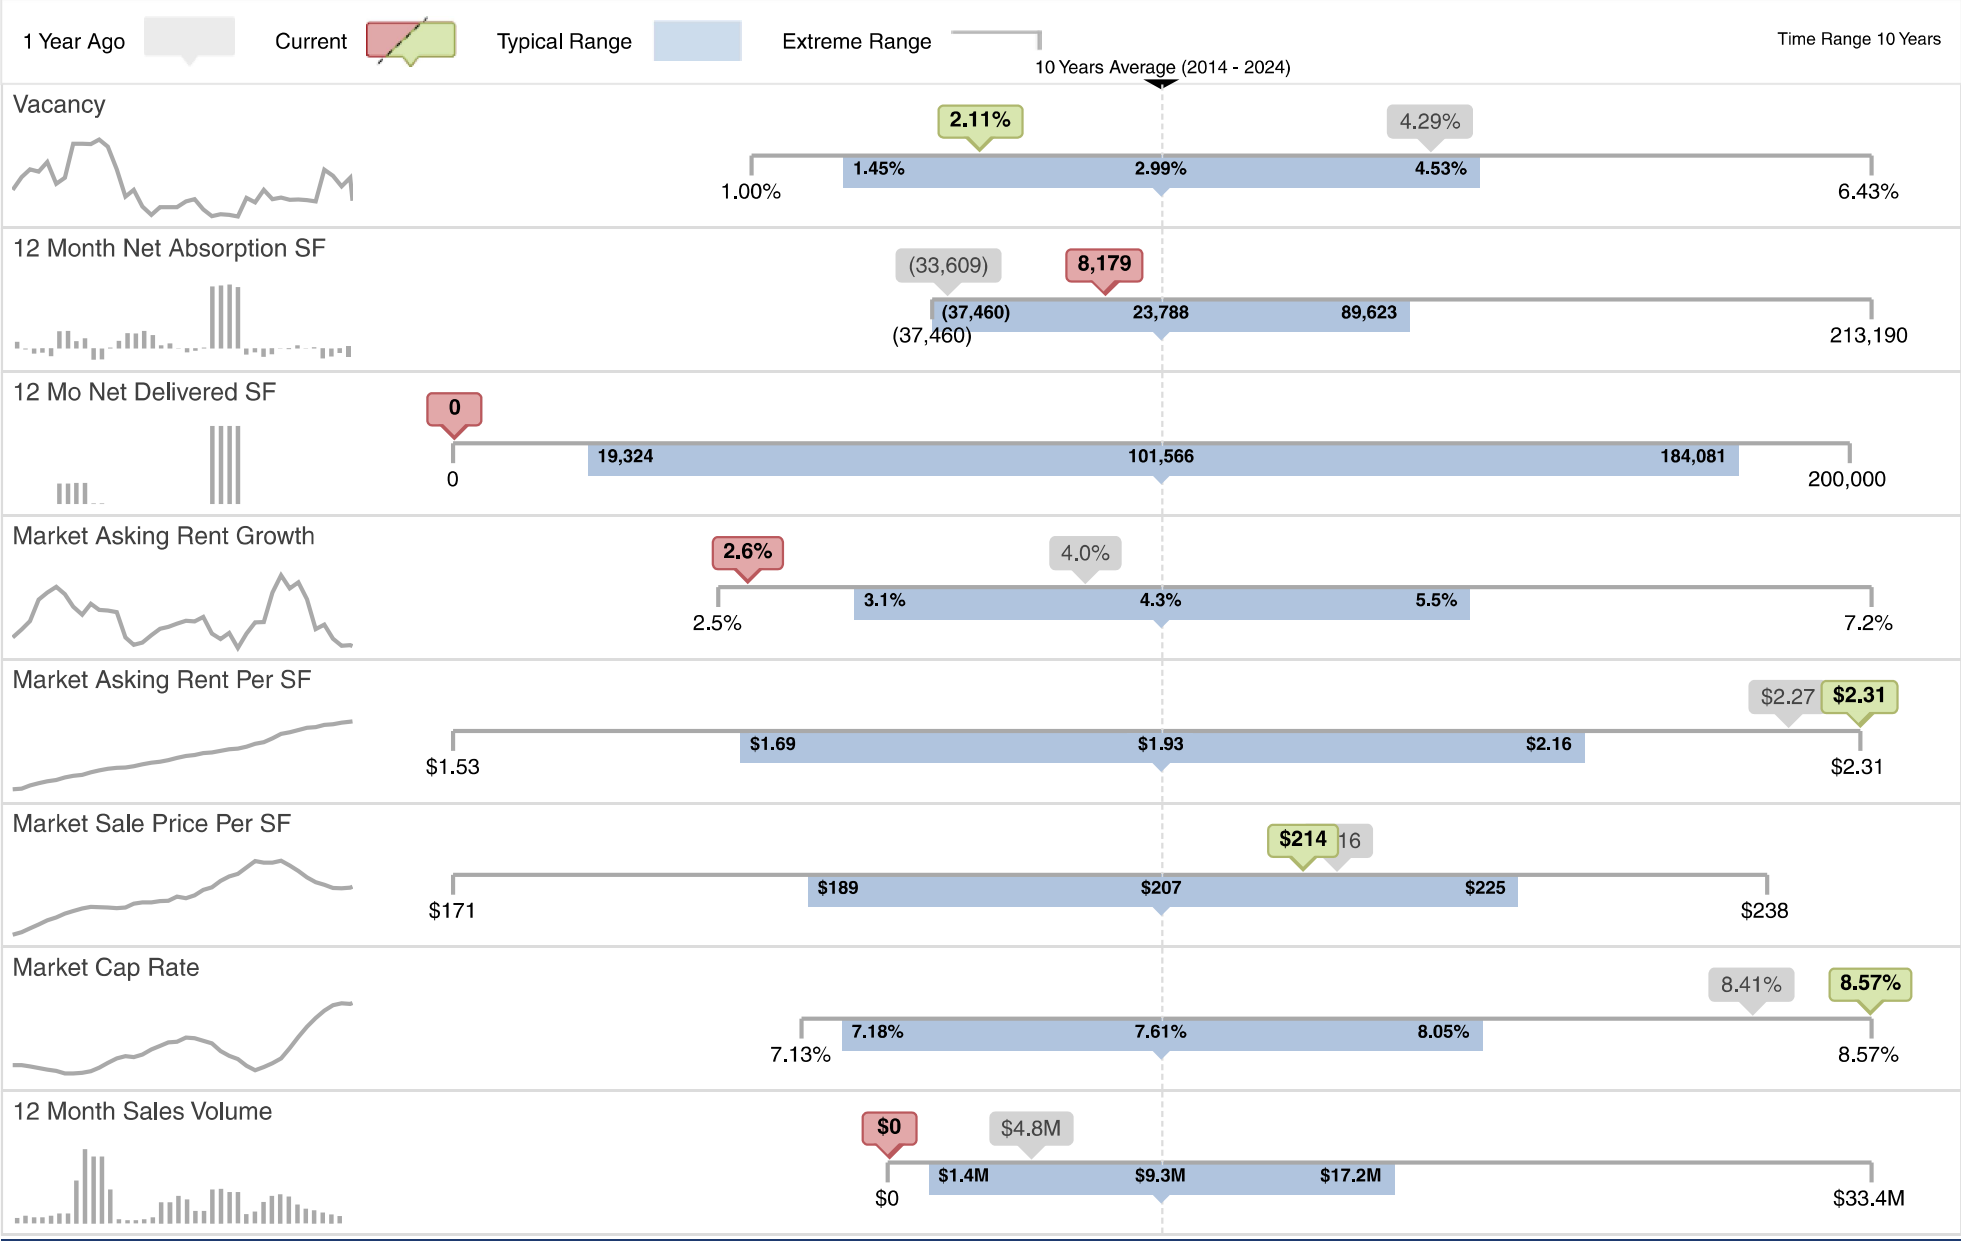 1 Year Ago Current Typical Range Extreme Range Time Range 10 Years
10 Years Average (2014 - 2024)
Vacancy
2.11% 4.29%
1.45% 2.99% 4.53%
1.00% 6.43%
12 Month Net Absorption SF
(33,609) 8,179
(37,460) 23,788 89,623
(37,460) 213,190
12 Mo Net Delivered SF
0
19,324 101,566 184,081
0 200,000
Market Asking Rent Growth
2.6% 4.0%
3.1% 4.3% 5.5%
2.5% 7.2%
Market Asking Rent Per SF
$2.27 $2.31
$1.69 $1.93 $2.16
$1.53 $2.31
Market Sale Price Per SF
$214 16
$189 $207 $225
$171 $238
Market Cap Rate
8.41% 8.57%
7.18% 7.61% 8.05%
7.13% 8.57%
12 Month Sales Volume
$0 $4.8M
$1.4M $9.3M $17.2M
$0 $33.4M